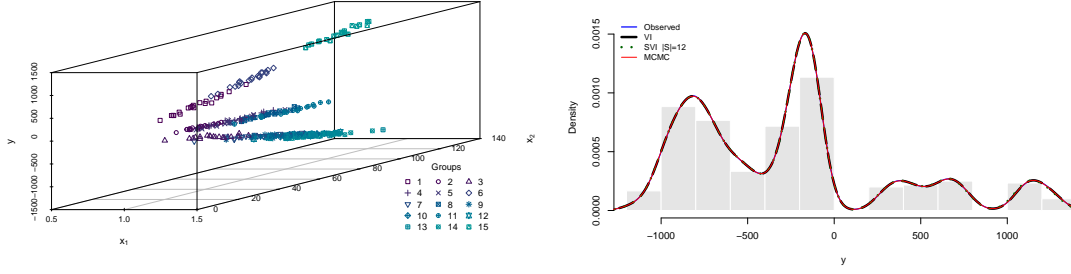 1500
1000
500
0
−500
−1000
−1500
y
0.5
1.0
1.5
x1
0
20
40
60
80
100
120
140
x2
Groups
1 2 3
4 5 6
7 8 9
10 11 12
13 14 15
Observed
VI
SVI |S|=12
MCMC
0.0015
0.0010
0.0005
0.0000
Density
−1000
−500
0
500
1000
y